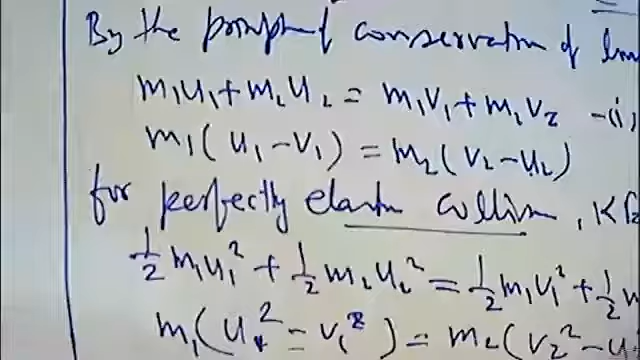 By the principle of conservation of
m₁u₁ + m₂u₂ = m₁v₁ + m₂v₂ -(i)
m₁(u₁-v₁) = m₂(v₂-u₂)
for perfectly elastic collision, K
½m₁u₁² + ½m₂u₂² = ½m₁v₁² + ½
m₁(u₁²-v₁²) = m₂(v₂²-u